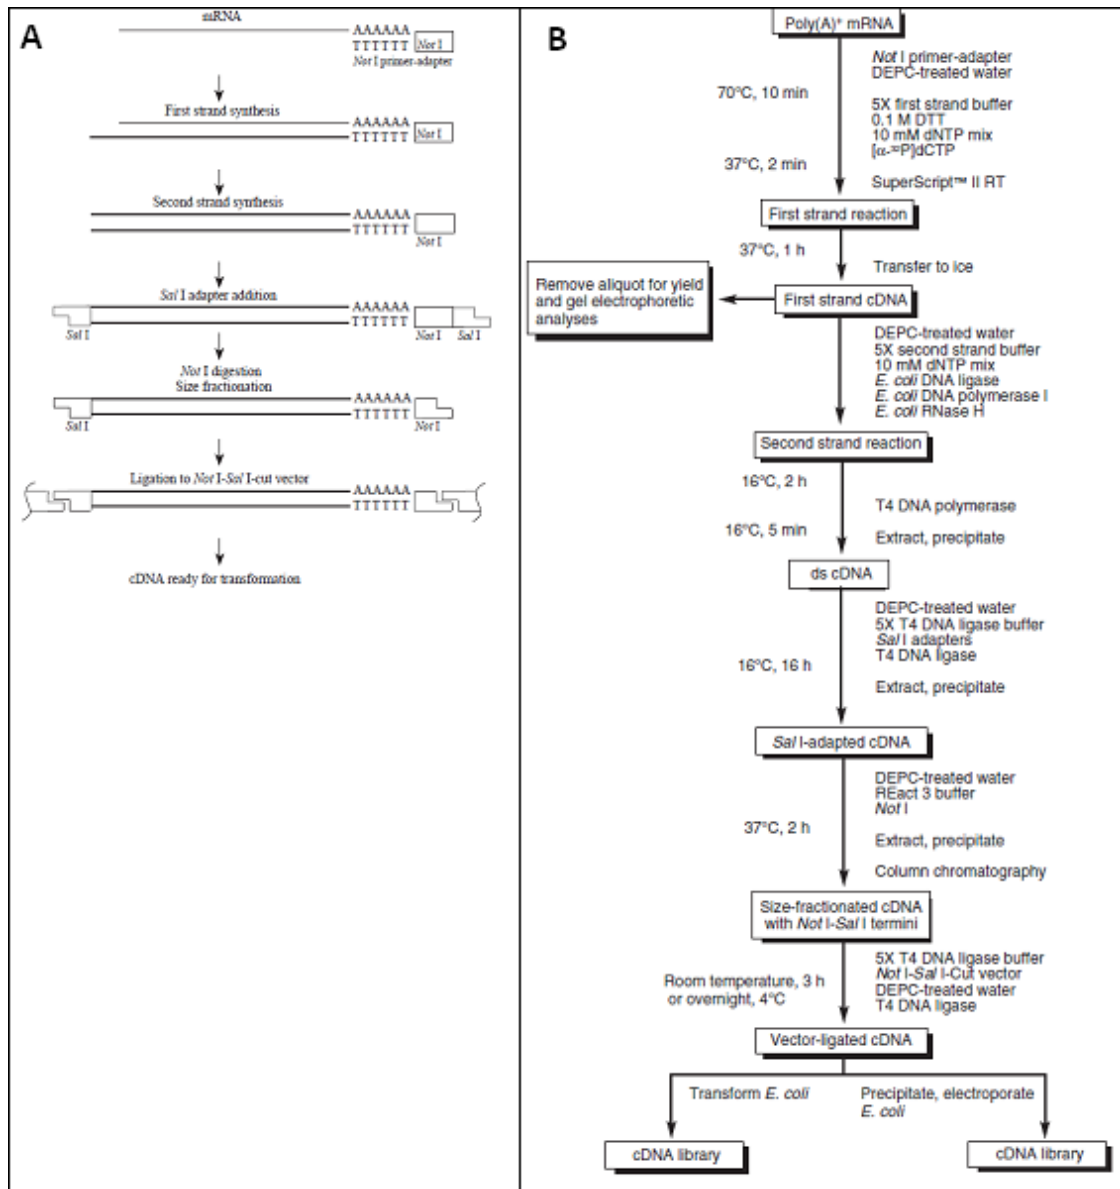 A
mRNA
AAAAAA
TTTTTT Not I
Not I primer-adapter
First strand synthesis
AAAAAA
TTTTTT Not I
Second strand synthesis
AAAAAA
TTTTTT
Not I
Sal I adapter addition
AAAAAA
TTTTTT
Sal I Not I Sal I
Not I digestion
Size fractionation
AAAAAA
TTTTTT
Sal I Not I
Ligation to Not I-Sal I-cut vector
AAAAAA
TTTTTT
cDNA ready for transformation
B
Poly(A)+ mRNA
Not I primer-adapter
DEPC-treated water
70°C, 10 min
5X first strand buffer
0.1 M DTT
10 mM dNTP mix
[α-³²P]dCTP
37°C, 2 min
SuperScript™ II RT
First strand reaction
37°C, 1 h
Transfer to ice
Remove aliquot for yield
and gel electrophoretic
analyses
First strand cDNA
DEPC-treated water
5X second strand buffer
10 mM dNTP mix
E. coli DNA ligase
E. coli DNA polymerase I
E. coli RNase H
Second strand reaction
16°C, 2 h
T4 DNA polymerase
16°C, 5 min
Extract, precipitate
ds cDNA
DEPC-treated water
5X T4 DNA ligase buffer
Sal I adapters
T4 DNA ligase
16°C, 16 h
Extract, precipitate
Sal I-adapted cDNA
DEPC-treated water
REact 3 buffer
Not I
37°C, 2 h
Extract, precipitate
Column chromatography
Size-fractionated cDNA
with Not I-Sal I termini
5X T4 DNA ligase buffer
Not I-Sal I-Cut vector
DEPC-treated water
T4 DNA ligase
Room temperature, 3 h
or overnight, 4°C
Vector-ligated cDNA
Transform E. coli
Precipitate, electroporate
E. coli
cDNA library
cDNA library